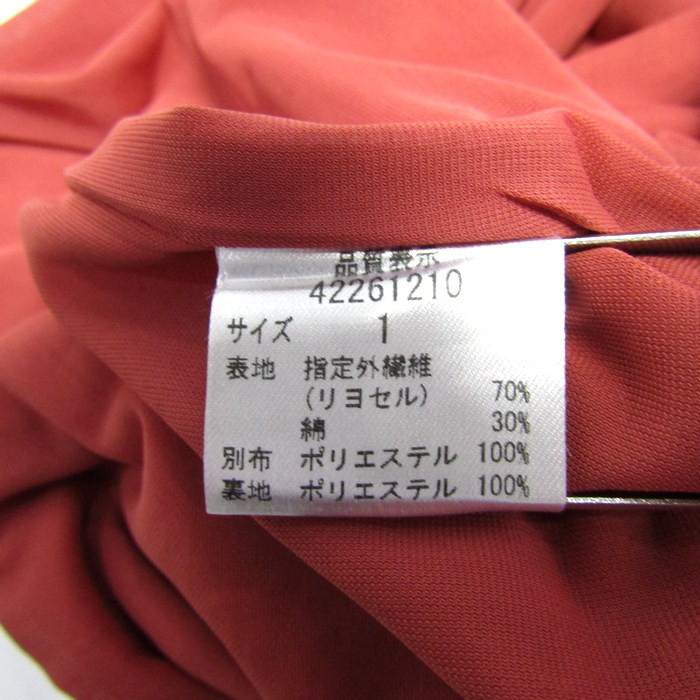 品質表示
42261210
サイズ 1
表地 指定外繊維
(リヨセル) 70%
綿 30%
別布 ポリエステル 100%
裏地 ポリエステル 100%